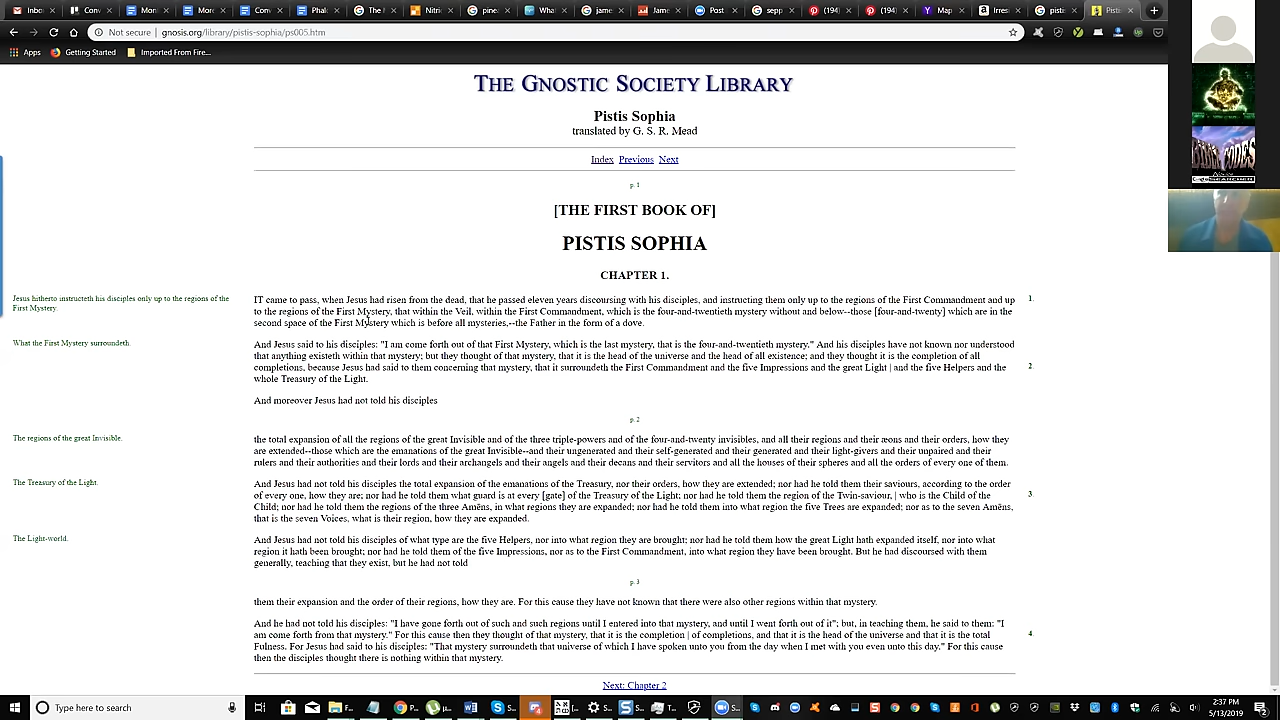 Con
Gno
Gno
Gno
Gno
Phala
The I
Nitri
pine
Wha
jame
Jame
Post
sepp
(194
(194
Map
Ares
pistis
Pistis
Not secure | gnosis.org/library/pistis-sophia/ps005.htm
Apps Getting Started Imported From Fire...
THE GNOSTIC SOCIETY LIBRARY
Pistis Sophia
translated by G. S. R. Mead
Index Previous Next
p. 1
[THE FIRST BOOK OF]
PISTIS SOPHIA
CHAPTER 1.
Jesus hitherto instructeth his disciples only up to the regions of the
First Mystery.
IT came to pass, when Jesus had risen from the dead, that he passed eleven years discoursing with his disciples, and instructing them only up to the regions of the First Commandment and up
1.
to the regions of the First Mystery, that within the Veil, within the First Commandment, which is the four-and-twentieth mystery without and below--those [four-and-twenty] which are in the
second space of the First Mystery which is before all mysteries,--the Father in the form of a dove.
What the First Mystery surroundeth.
And Jesus said to his disciples: "I am come forth out of that First Mystery, which is the last mystery, that is the four-and-twentieth mystery." And his disciples have not known nor understood
that anything existeth within that mystery; but they thought of that mystery, that it is the head of the universe and the head of all existence; and they thought it is the completion of all
completions, because Jesus had said to them concerning that mystery, that it surroundeth the First Commandment and the five Impressions and the great Light | and the five Helpers and the
2.
whole Treasury of the Light.
And moreover Jesus had not told his disciples
p. 2
The regions of the great Invisible.
the total expansion of all the regions of the great Invisible and of the three triple-powers and of the four-and-twenty invisibles, and all their regions and their æons and their orders, how they
are extended--those which are the emanations of the great Invisible--and their ungenerated and their self-generated and their generated and their light-givers and their unpaired and their
rulers and their authorities and their lords and their archangels and their angels and their decans and their servitors and all the houses of their spheres and all the orders of every one of them.
The Treasury of the Light.
And Jesus had not told his disciples the total expansion of the emanations of the Treasury, nor their orders, how they are extended; nor had he told them their saviours, according to the order
of every one, how they are; nor had he told them what guard is at every [gate] of the Treasury of the Light; nor had he told them the region of the Twin-saviour, | who is the Child of the
3.
Child; nor had he told them the regions of the three Amēns, in what regions they are expanded; nor had he told them into what region the five Trees are expanded; nor as to the seven Amēns,
that is the seven Voices, what is their region, how they are expanded.
The Light-world.
And Jesus had not told his disciples of what type are the five Helpers, nor into what region they are brought; nor had he told them how the great Light hath expanded itself, nor into what
region it hath been brought; nor had he told them of the five Impressions, nor as to the First Commandment, into what region they have been brought. But he had discoursed with them
generally, teaching that they exist, but he had not told
p. 3
them their expansion and the order of their regions, how they are. For this cause they have not known that there were also other regions within that mystery.
And he had not told his disciples: "I have gone forth out of such and such regions until I entered into that mystery, and until I went forth out of it"; but, in teaching them, he said to them: "I
am come forth from that mystery." For this cause then they thought of that mystery, that it is the completion | of completions, and that it is the head of the universe and that it is the total
4.
Fulness. For Jesus had said to his disciples: "That mystery surroundeth that universe of which I have spoken unto you from the day when I met with you even unto this day." For this cause
then the disciples thought there is nothing within that mystery.
Next: Chapter 2
Type here to search
2:37 PM
5/13/2019